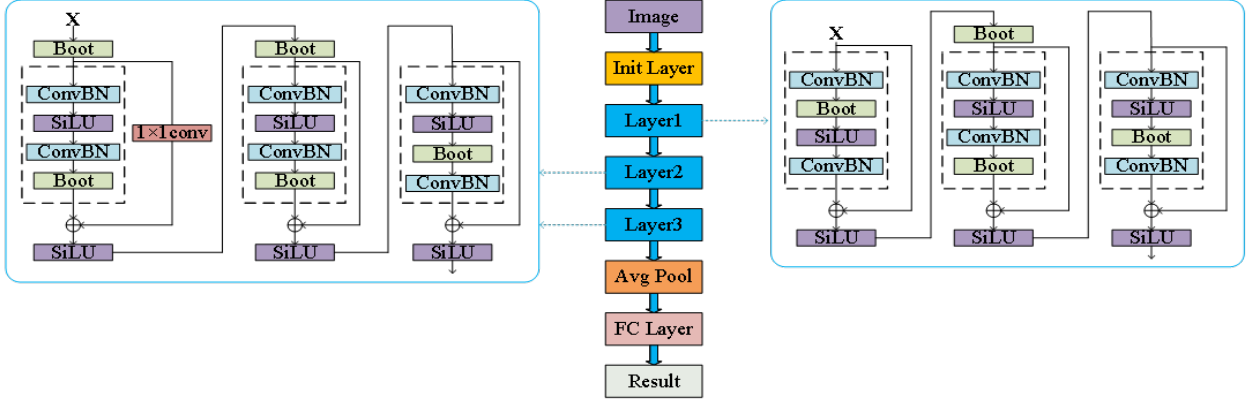 X
Boot
ConvBN
SiLU
1×1conv
ConvBN
Boot
SiLU
Boot
ConvBN
SiLU
ConvBN
Boot
SiLU
ConvBN
SiLU
Boot
ConvBN
SiLU
Image
Init Layer
Layer1
Layer2
Layer3
Avg Pool
FC Layer
Result
X
ConvBN
Boot
SiLU
ConvBN
SiLU
Boot
ConvBN
SiLU
ConvBN
Boot
SiLU
ConvBN
SiLU
Boot
ConvBN
SiLU